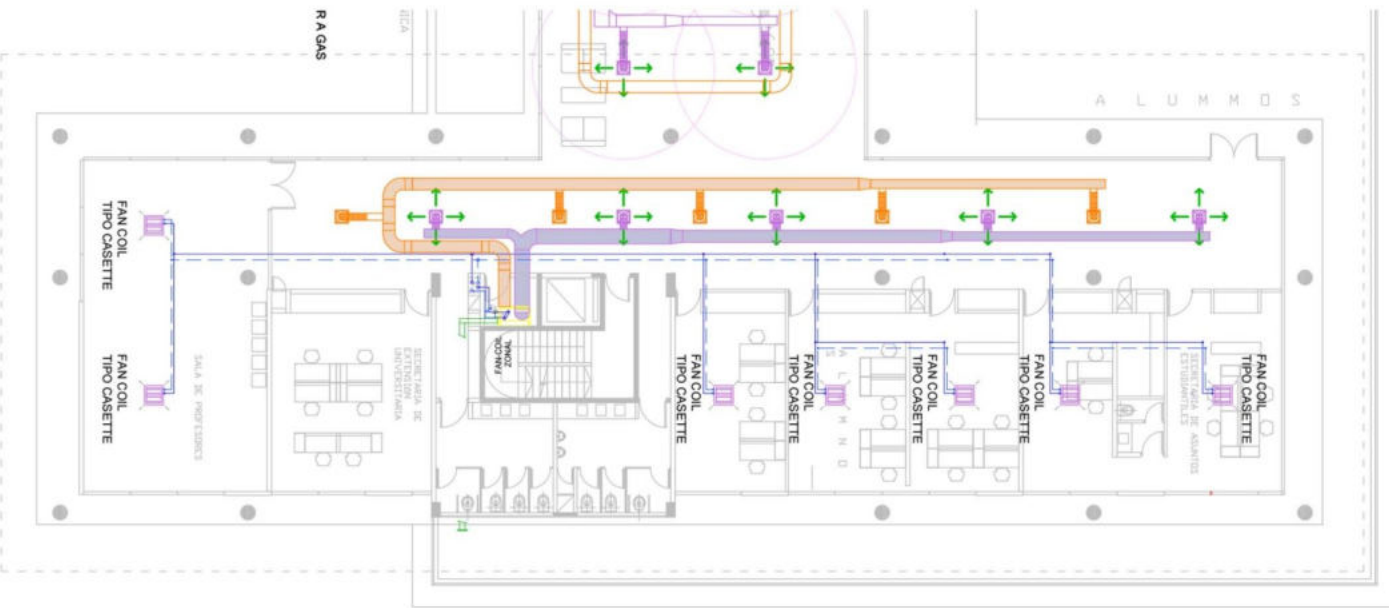 R A GAS
ALUMMOS
FAN COIL
TIPO CASETTE
FAN COIL
TIPO CASETTE
SALA DE PROFESORES
SECRETARIA DE
EXTENSION
UNIVERSITARIA
FAN-COIL
ZONAL
FAN COIL
TIPO CASETTE
FAN COIL
TIPO CASETTE
FAN COIL
TIPO CASETTE
FAN COIL
TIPO CASETTE
SECRETARIA DE ASUNTOS
ESTUDIANTILES
FAN COIL
TIPO CASETTE